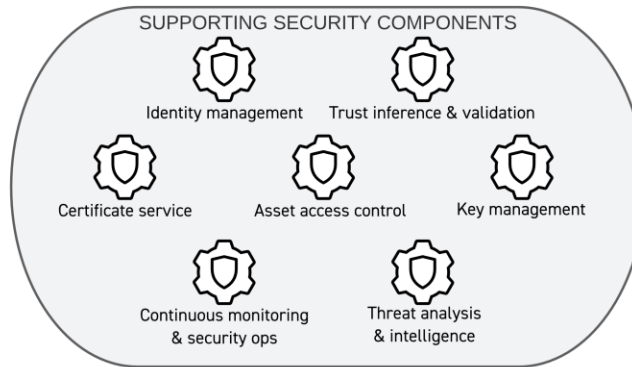 SUPPORTING SECURITY COMPONENTS
Identity management
Trust inference & validation
Certificate service
Asset access control
Key management
Continuous monitoring
& security ops
Threat analysis
& intelligence